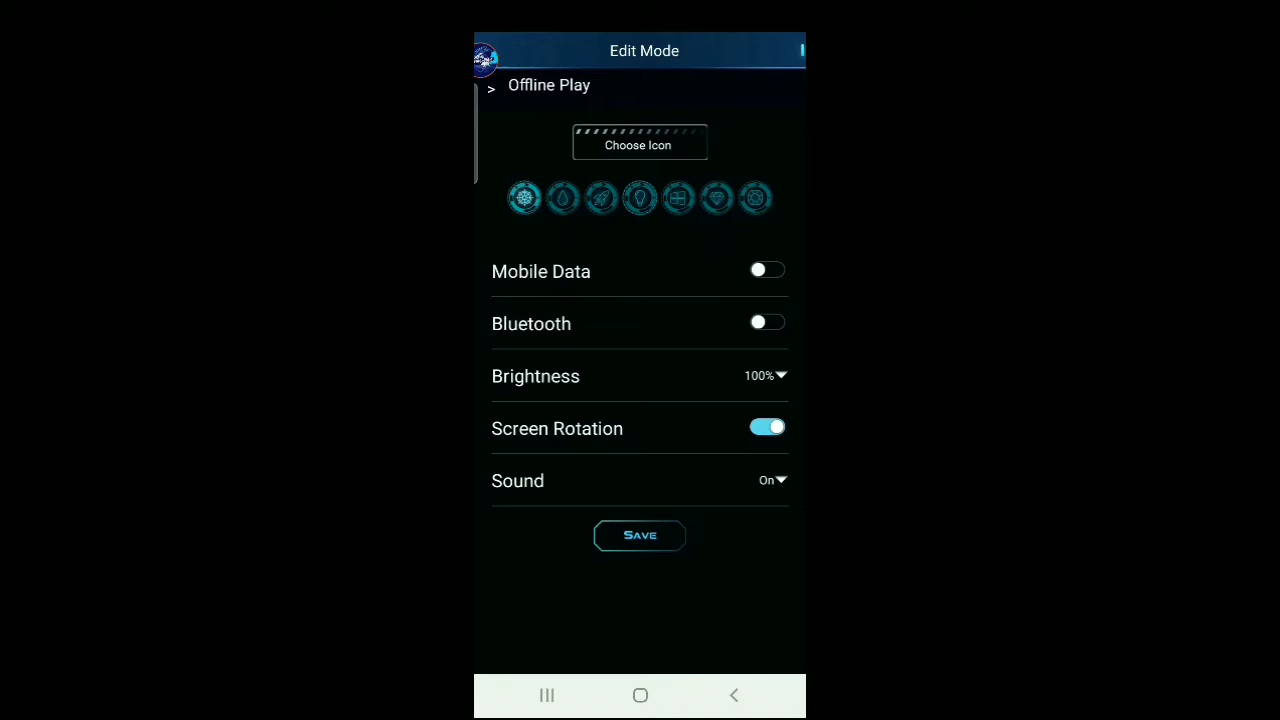 Edit Mode
> Offline Play
Choose Icon
Mobile Data
Bluetooth
Brightness 100%
Screen Rotation
Sound On
SAVE